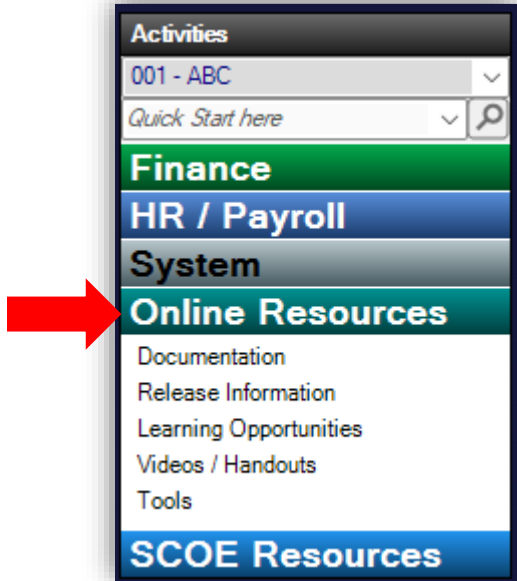 Activities
001 - ABC
Quick Start here
Finance
HR / Payroll
System
Online Resources
Documentation
Release Information
Learning Opportunities
Videos / Handouts
Tools
SCOE Resources